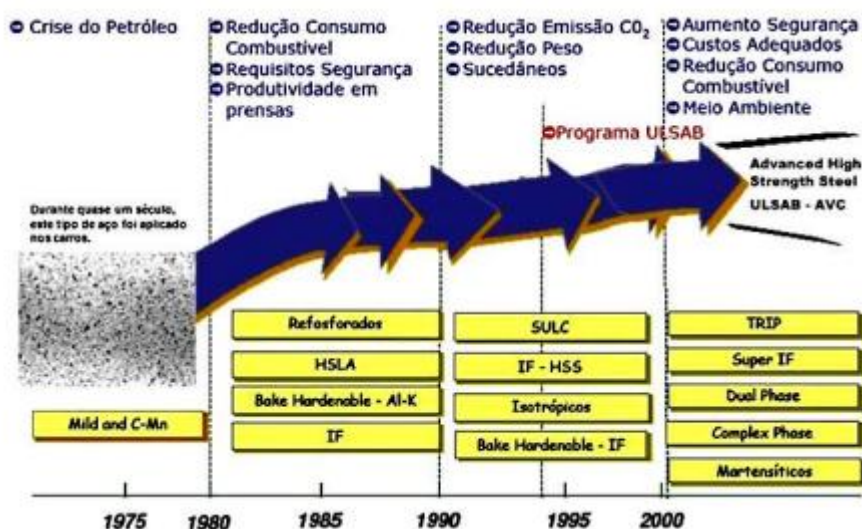 Crise do Petróleo
Redução Consumo
Combustível
Requisitos Segurança
Produtividade em
prensas
Redução Emissão C0₂
Redução Peso
Sucedâneos
Aumento Segurança
Custos Adequados
Redução Consumo
Combustível
Meio Ambiente
Programa ULSAB
Advanced High
Strength Steel
ULSAB - AVC
Durante quase um século,
este tipo de aço foi aplicado
nos carros.
Mild and C-Mn
Refosforados
HSLA
Bake Hardenable - Al-K
IF
SULC
IF - HSS
Isotrópicos
Bake Hardenable - IF
TRIP
Super IF
Dual Phase
Complex Phase
Martensíticos
1975 1980 1985 1990 1995 2000